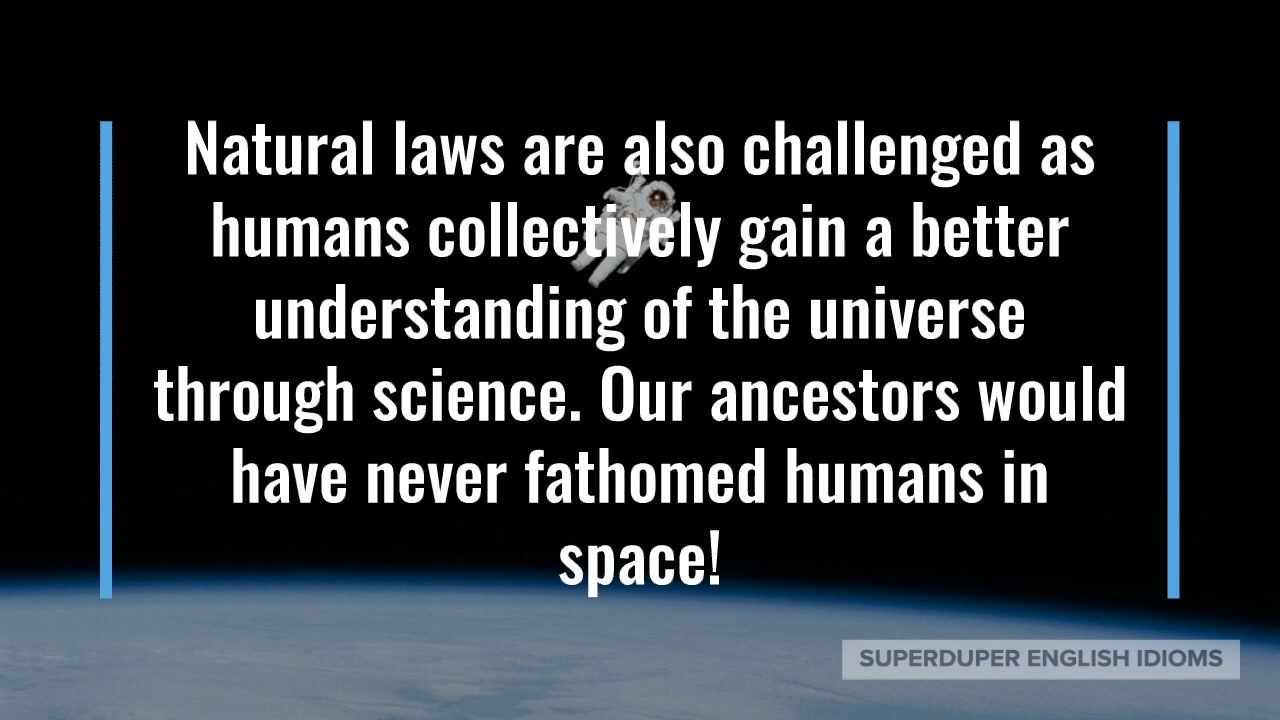 Natural laws are also challenged as
humans collectively gain a better
understanding of the universe
through science. Our ancestors would
have never fathomed humans in
space!
SUPERDUPER ENGLISH IDIOMS